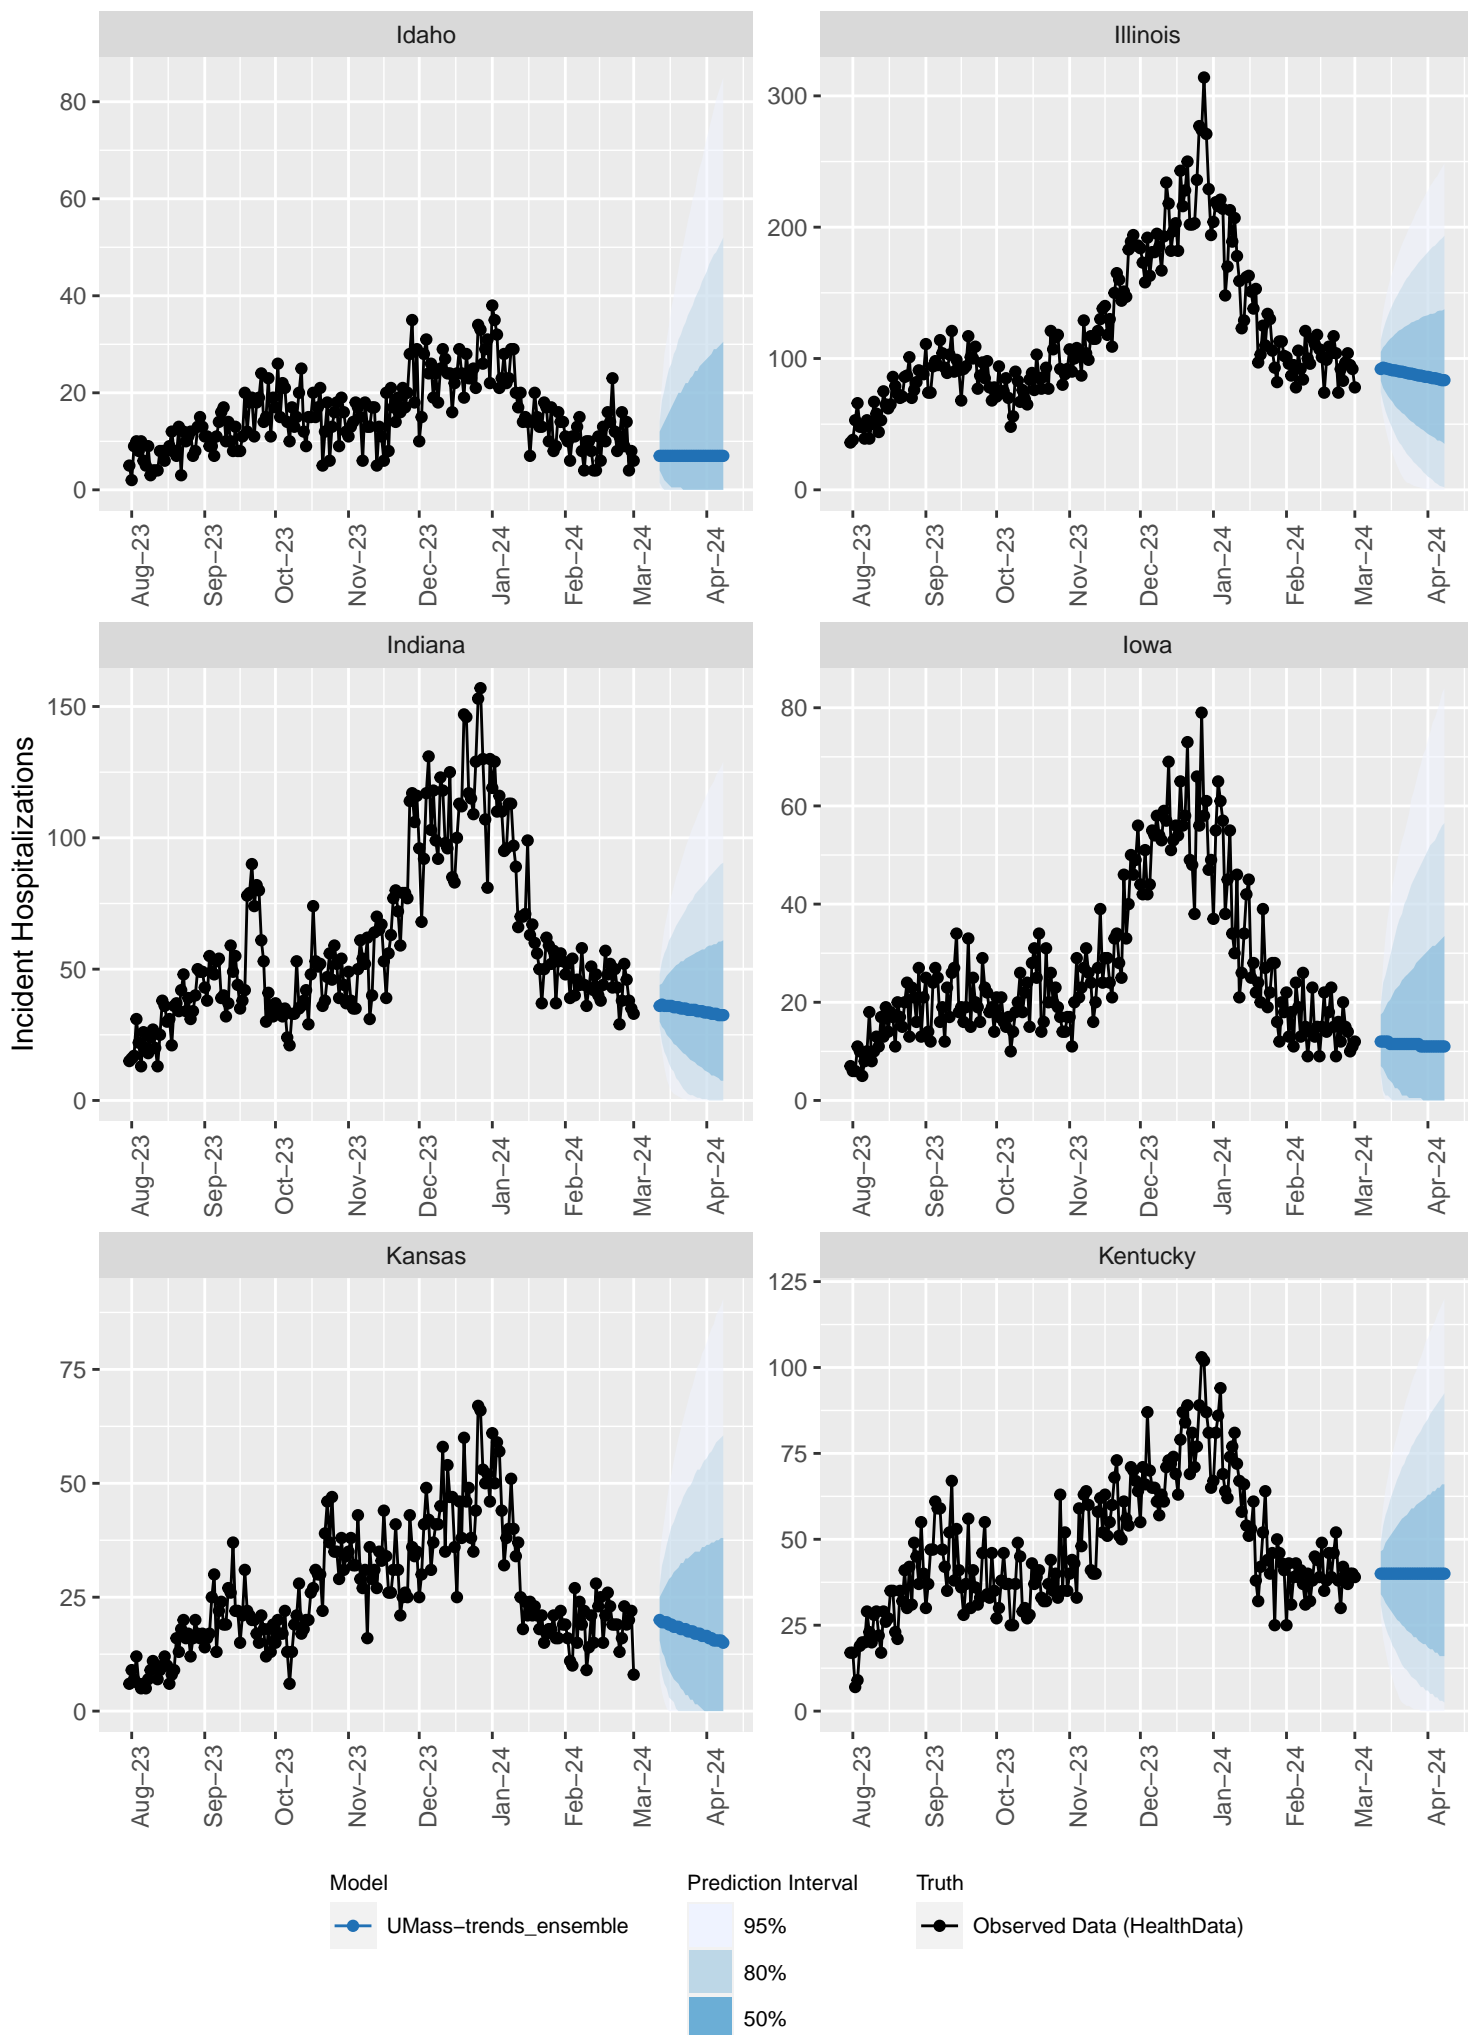 Idaho
Illinois
80
60
40
20
0
300
200
100
0
Aug−23
Sep−23
Oct−23
Nov−23
Dec−23
Jan−24
Feb−24
Mar−24
Apr−24
Aug−23
Sep−23
Oct−23
Nov−23
Dec−23
Jan−24
Feb−24
Mar−24
Apr−24
Incident Hospitalizations
Indiana
Iowa
150
100
50
0
80
60
40
20
0
Aug−23
Sep−23
Oct−23
Nov−23
Dec−23
Jan−24
Feb−24
Mar−24
Apr−24
Aug−23
Sep−23
Oct−23
Nov−23
Dec−23
Jan−24
Feb−24
Mar−24
Apr−24
Kansas
Kentucky
75
50
25
0
125
100
75
50
25
0
Aug−23
Sep−23
Oct−23
Nov−23
Dec−23
Jan−24
Feb−24
Mar−24
Apr−24
Aug−23
Sep−23
Oct−23
Nov−23
Dec−23
Jan−24
Feb−24
Mar−24
Apr−24
Model
UMass−trends_ensemble
Prediction Interval
95%
80%
50%
Truth
Observed Data (HealthData)